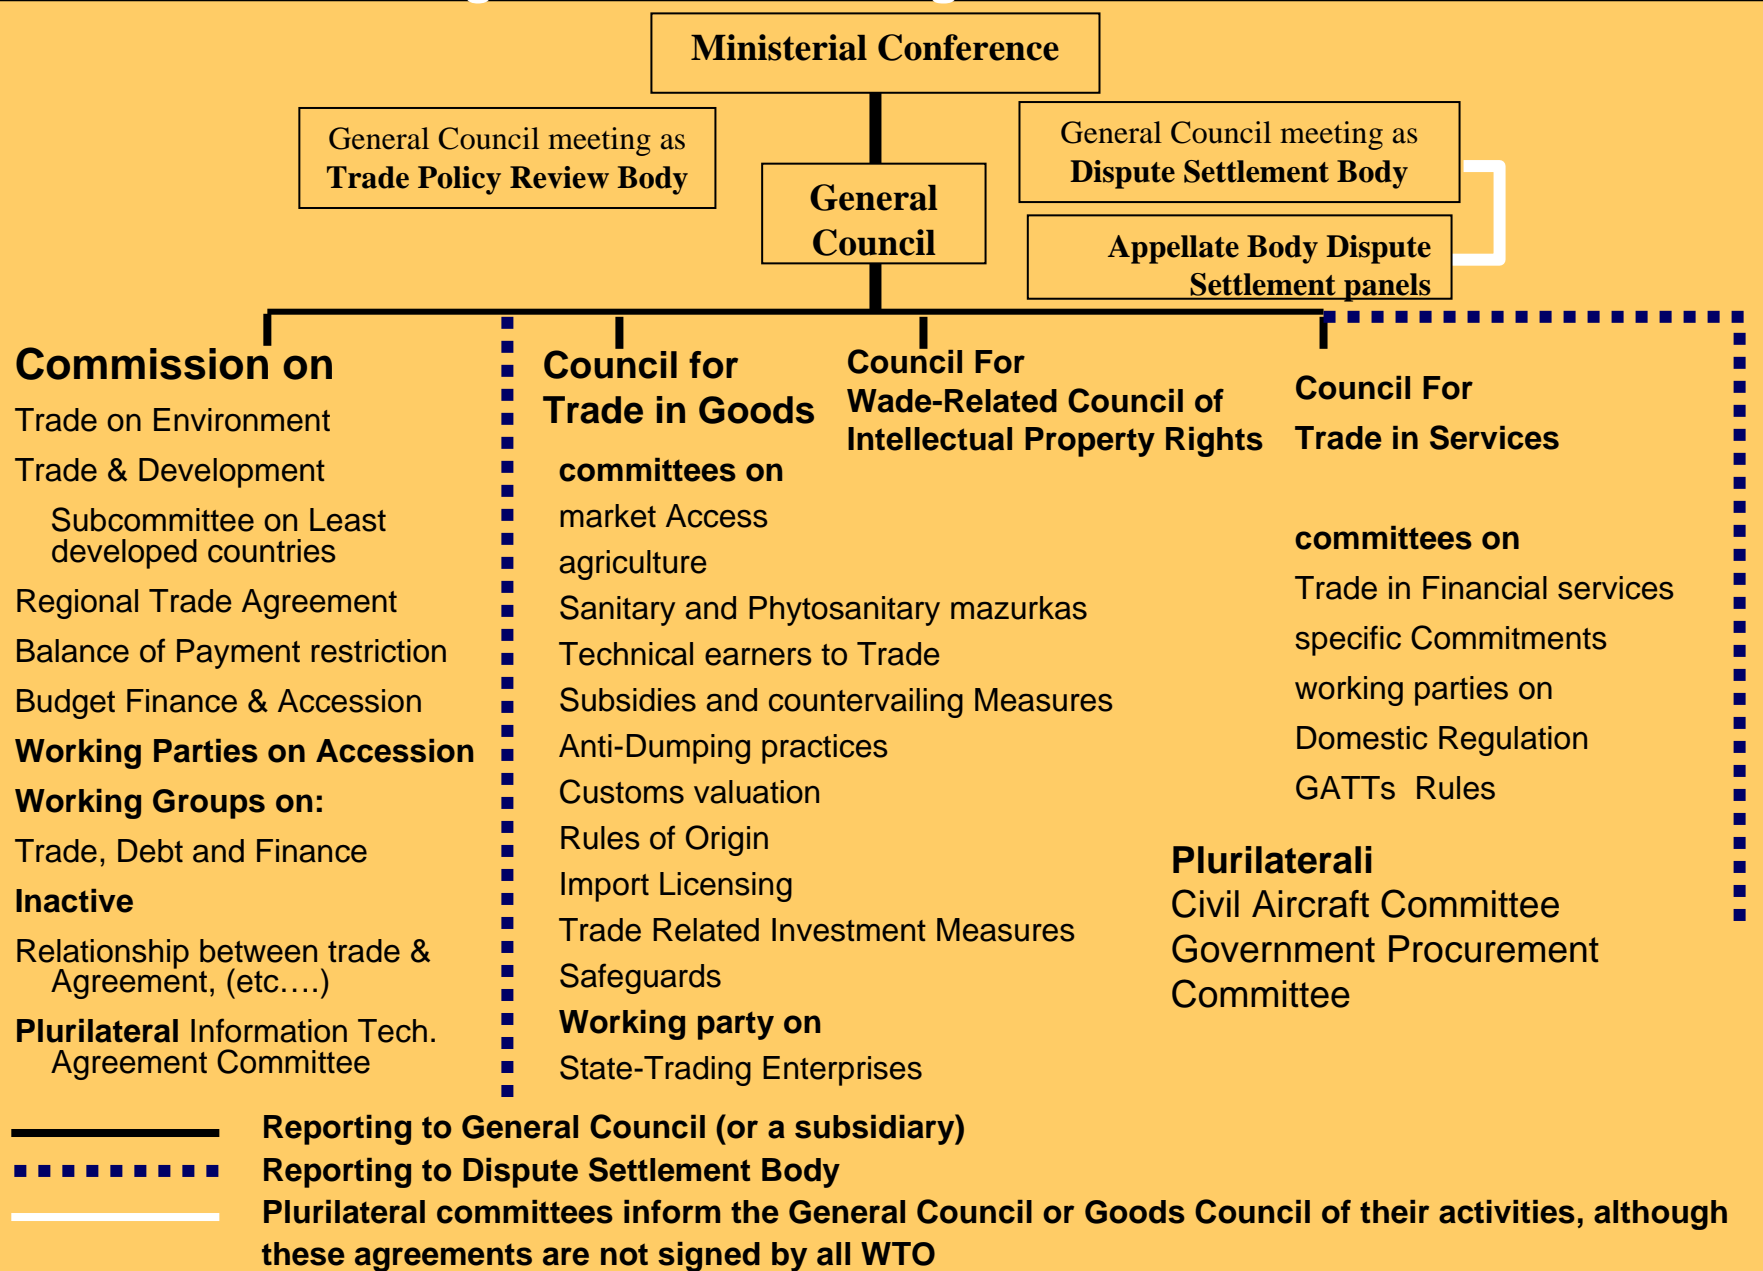 Ministerial Conference
General Council meeting as
Trade Policy Review Body
General Council meeting as
Dispute Settlement Body
General
Council
Appellate Body Dispute
Settlement panels
Commission on
Trade on Environment
Trade & Development
Subcommittee on Least
developed countries
Regional Trade Agreement
Balance of Payment restriction
Budget Finance & Accession
Working Parties on Accession
Working Groups on:
Trade, Debt and Finance
Inactive
Relationship between trade &
Agreement, (etc….)
Plurilateral Information Tech.
Agreement Committee
Council for
Trade in Goods
committees on
market Access
agriculture
Sanitary and Phytosanitary mazurkas
Technical earners to Trade
Subsidies and countervailing Measures
Anti-Dumping practices
Customs valuation
Rules of Origin
Import Licensing
Trade Related Investment Measures
Safeguards
Working party on
State-Trading Enterprises
Council For
Wade-Related Council of
Intellectual Property Rights
Council For
Trade in Services
committees on
Trade in Financial services
specific Commitments
working parties on
Domestic Regulation
GATTs Rules
Plurilaterali
Civil Aircraft Committee
Government Procurement
Committee
Reporting to General Council (or a subsidiary)
Reporting to Dispute Settlement Body
Plurilateral committees inform the General Council or Goods Council of their activities, although
these agreements are not signed by all WTO